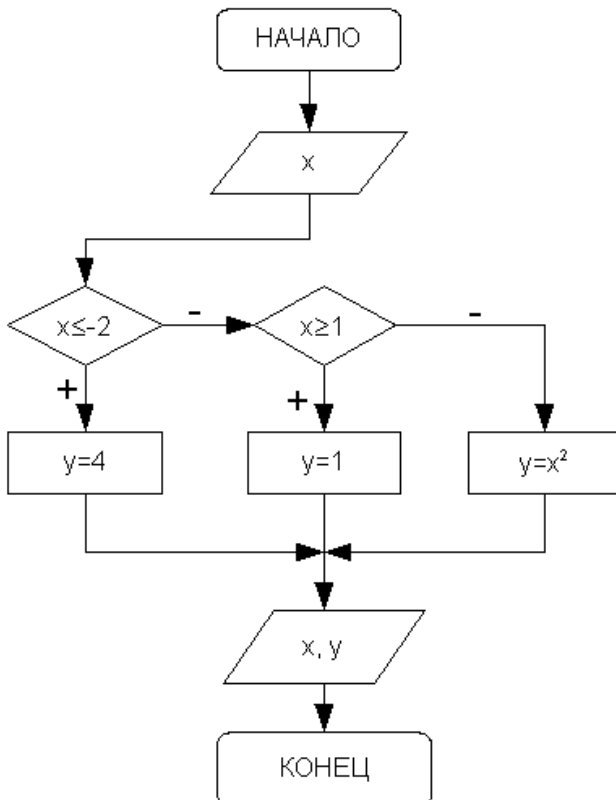 НАЧАЛО
x
x≤-2
-
x≥1
-
+
+
y=4
y=1
y=x²
x, y
КОНЕЦ